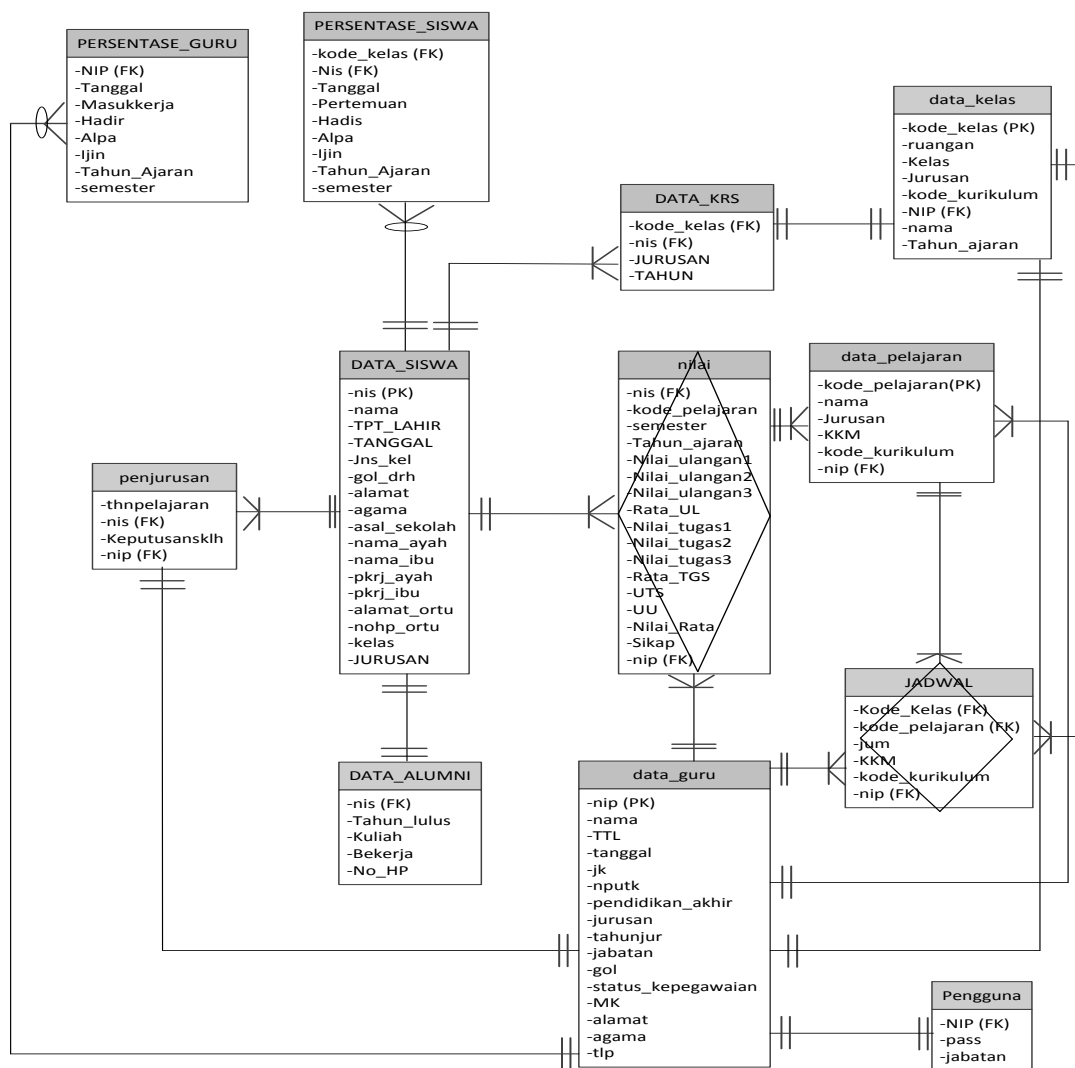 PERSENTASE_GURU
-NIP (FK)
-Tanggal
-Masukkerja
-Hadir
-Alpa
-Ijin
-Tahun_Ajaran
-semester
PERSENTASE_SISWA
-kode_kelas (FK)
-Nis (FK)
-Tanggal
-Pertemuan
-Hadis
-Alpa
-Ijin
-Tahun_Ajaran
-semester
data_kelas
-kode_kelas (PK)
-ruangan
-Kelas
-Jurusan
-kode_kurikulum
-NIP (FK)
-nama
-Tahun_ajaran
DATA_KRS
-kode_kelas (FK)
-nis (FK)
-JURUSAN
-TAHUN
DATA_SISWA
-nis (PK)
-nama
-TPT_LAHIR
-TANGGAL
-Jns_kel
-gol_drh
-alamat
-agama
-asal_sekolah
-nama_ayah
-nama_ibu
-pkrj_ayah
-pkrj_ibu
-alamat_ortu
-nohp_ortu
-kelas
-JURUSAN
nilai
-nis (FK)
-kode_pelajaran
-semester
-Tahun_ajaran
-Nilai_ulangan1
-Nilai_ulangan2
-Nilai_ulangan3
-Rata_UL
-Nilai_tugas1
-Nilai_tugas2
-Nilai_tugas3
-Rata_TGS
-UTS
-UU
-Nilai_Rata
-Sikap
-nip (FK)
data_pelajaran
-kode_pelajaran(PK)
-nama
-Jurusan
-KKM
-kode_kurikulum
-nip (FK)
penjurusan
-thnpelajaran
-nis (FK)
-Keputusansklh
-nip (FK)
JADWAL
-Kode_Kelas (FK)
-kode_pelajaran (FK)
-jum
-KKM
-kode_kurikulum
-nip (FK)
DATA_ALUMNI
-nis (FK)
-Tahun_lulus
-Kuliah
-Bekerja
-No_HP
data_guru
-nip (PK)
-nama
-TTL
-tanggal
-jk
-nputk
-pendidikan_akhir
-jurusan
-tahunjur
-jabatan
-gol
-status_kepegawaian
-MK
-alamat
-agama
-tlp
Pengguna
-NIP (FK)
-pass
-jabatan